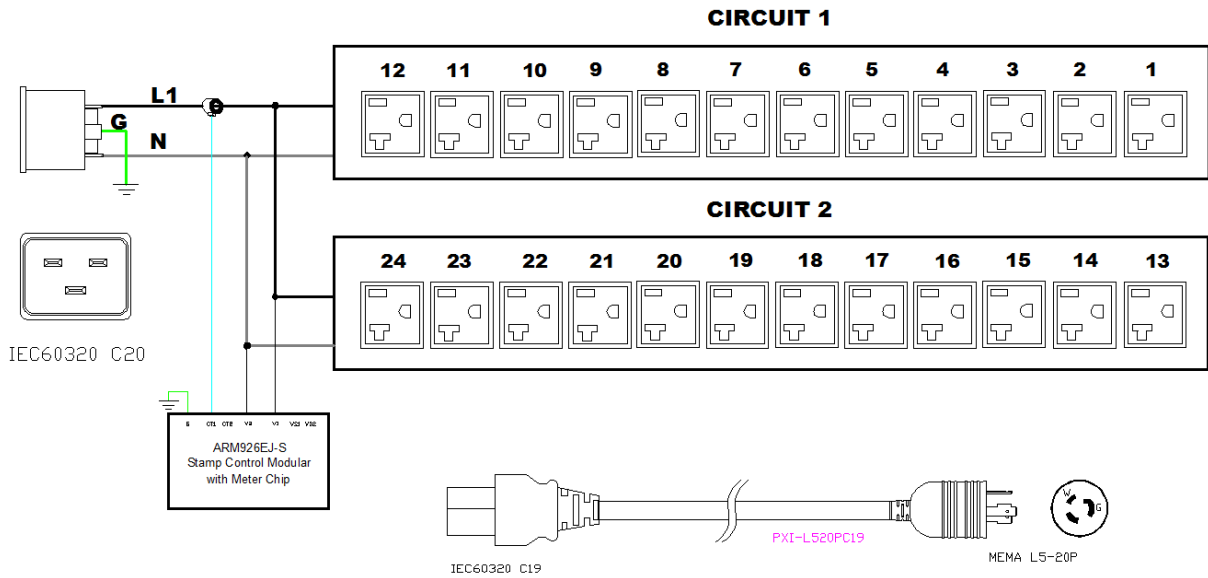 CIRCUIT 1
12 11 10 9 8 7 6 5 4 3 2 1
L1
G
N
CIRCUIT 2
24 23 22 21 20 19 18 17 16 15 14 13
IEC60320 C20
CT1
ARM926EJ-S
Stamp Control Modular
with Meter Chip
W
G
PXI-L520PC19
MEMA L5-20P
IEC60320 C19